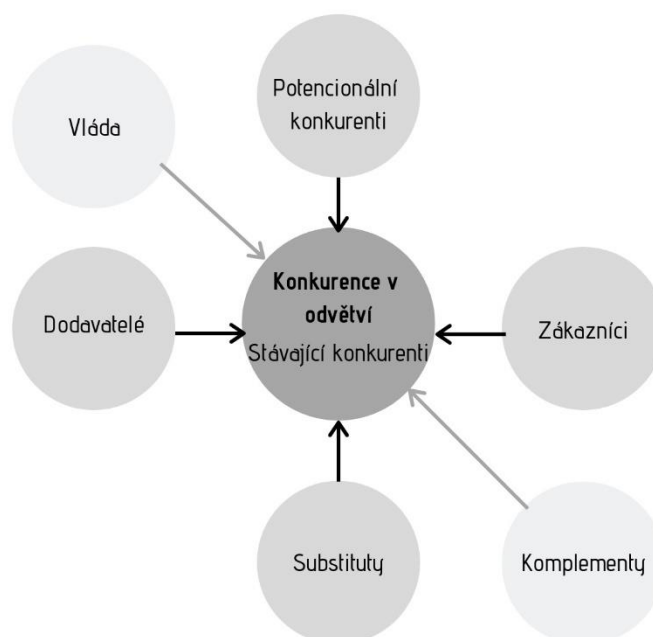 Potencionální
konkurenti
Vláda
Konkurence v
odvětví
Stávající konkurenti
Dodavatelé
Zákazníci
Substituty
Komplementy